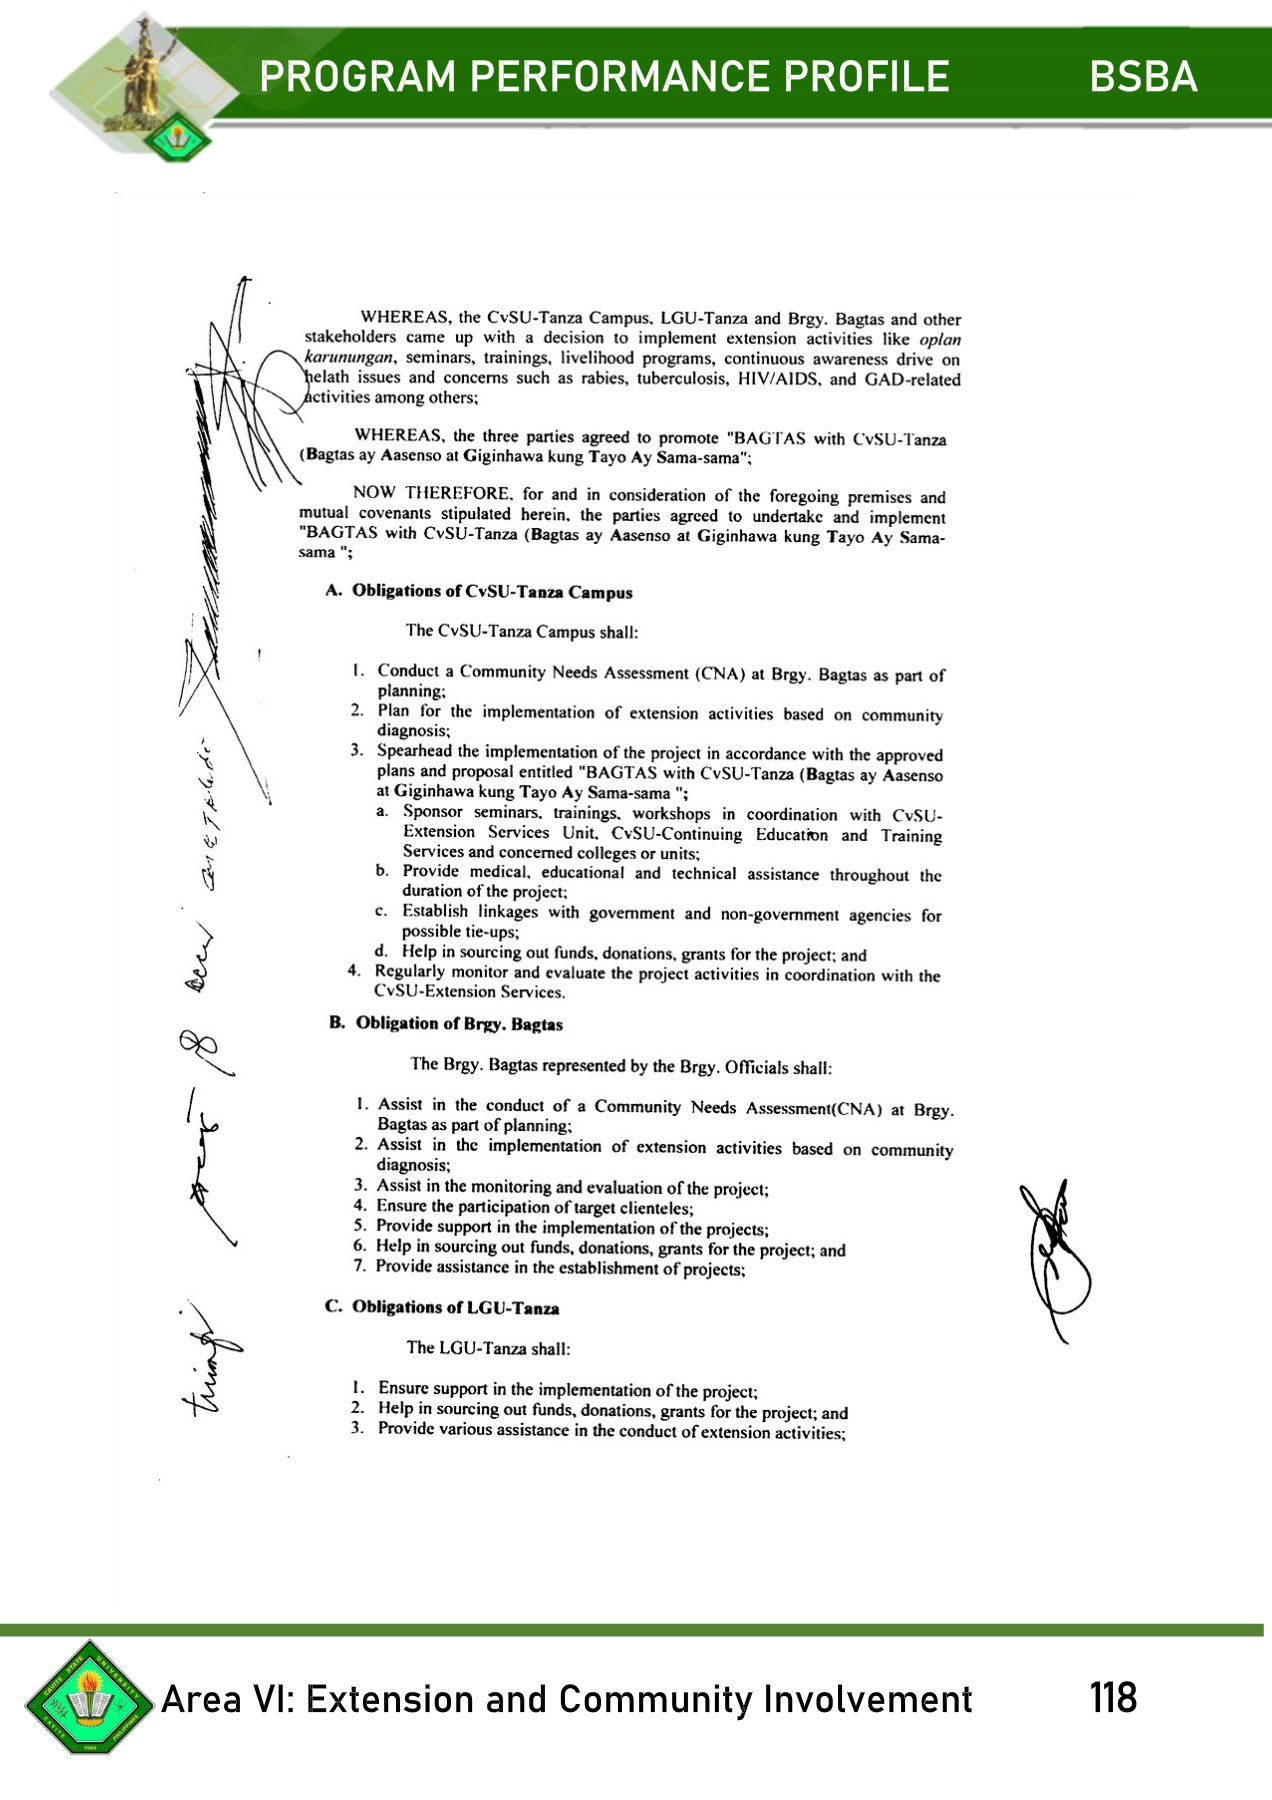 PROGRAM PERFORMANCE PROFILE BSBA
WHEREAS, the CvSU-Tanza Campus, LGU-Tanza and Brgy. Bagtas and other
stakeholders came up with a decision to implement extension activities like oplan
karunungan, seminars, trainings, livelihood programs, continuous awareness drive on
helath issues and concerns such as rabies, tuberculosis, HIV/AIDS, and GAD-related
activities among others;
WHEREAS, the three parties agreed to promote "BAGTAS with CvSU-Tanza
(Bagtas ay Aasenso at Giginhawa kung Tayo Ay Sama-sama";
NOW THEREFORE, for and in consideration of the foregoing premises and
mutual covenants stipulated herein, the parties agreed to undertake and implement
"BAGTAS with CvSU-Tanza (Bagtas ay Aasenso at Giginhawa kung Tayo Ay Sama-
sama ";
A. Obligations of CvSU-Tanza Campus
The CvSU-Tanza Campus shall:
1. Conduct a Community Needs Assessment (CNA) at Brgy. Bagtas as part of
planning;
2. Plan for the implementation of extension activities based on community
diagnosis;
3. Spearhead the implementation of the project in accordance with the approved
plans and proposal entitled "BAGTAS with CvSU-Tanza (Bagtas ay Aasenso
at Giginhawa kung Tayo Ay Sama-sama ";
a. Sponsor seminars, trainings, workshops in coordination with CvSU-
Extension Services Unit, CvSU-Continuing Education and Training
Services and concerned colleges or units;
b. Provide medical, educational and technical assistance throughout the
duration of the project;
c. Establish linkages with government and non-government agencies for
possible tie-ups;
d. Help in sourcing out funds, donations, grants for the project; and
4. Regularly monitor and evaluate the project activities in coordination with the
CvSU-Extension Services.
B. Obligation of Brgy. Bagtas
The Brgy. Bagtas represented by the Brgy. Officials shall:
1. Assist in the conduct of a Community Needs Assessment(CNA) at Brgy.
Bagtas as part of planning;
2. Assist in the implementation of extension activities based on community
diagnosis;
3. Assist in the monitoring and evaluation of the project;
4. Ensure the participation of target clienteles;
5. Provide support in the implementation of the projects;
6. Help in sourcing out funds, donations, grants for the project; and
7. Provide assistance in the establishment of projects;
C. Obligations of LGU-Tanza
The LGU-Tanza shall:
1. Ensure support in the implementation of the project;
2. Help in sourcing out funds, donations, grants for the project; and
3. Provide various assistance in the conduct of extension activities;
CAVITE STATE UNIVERSITY
CAVITE PHILIPPINES
1906
Area VI: Extension and Community Involvement 118